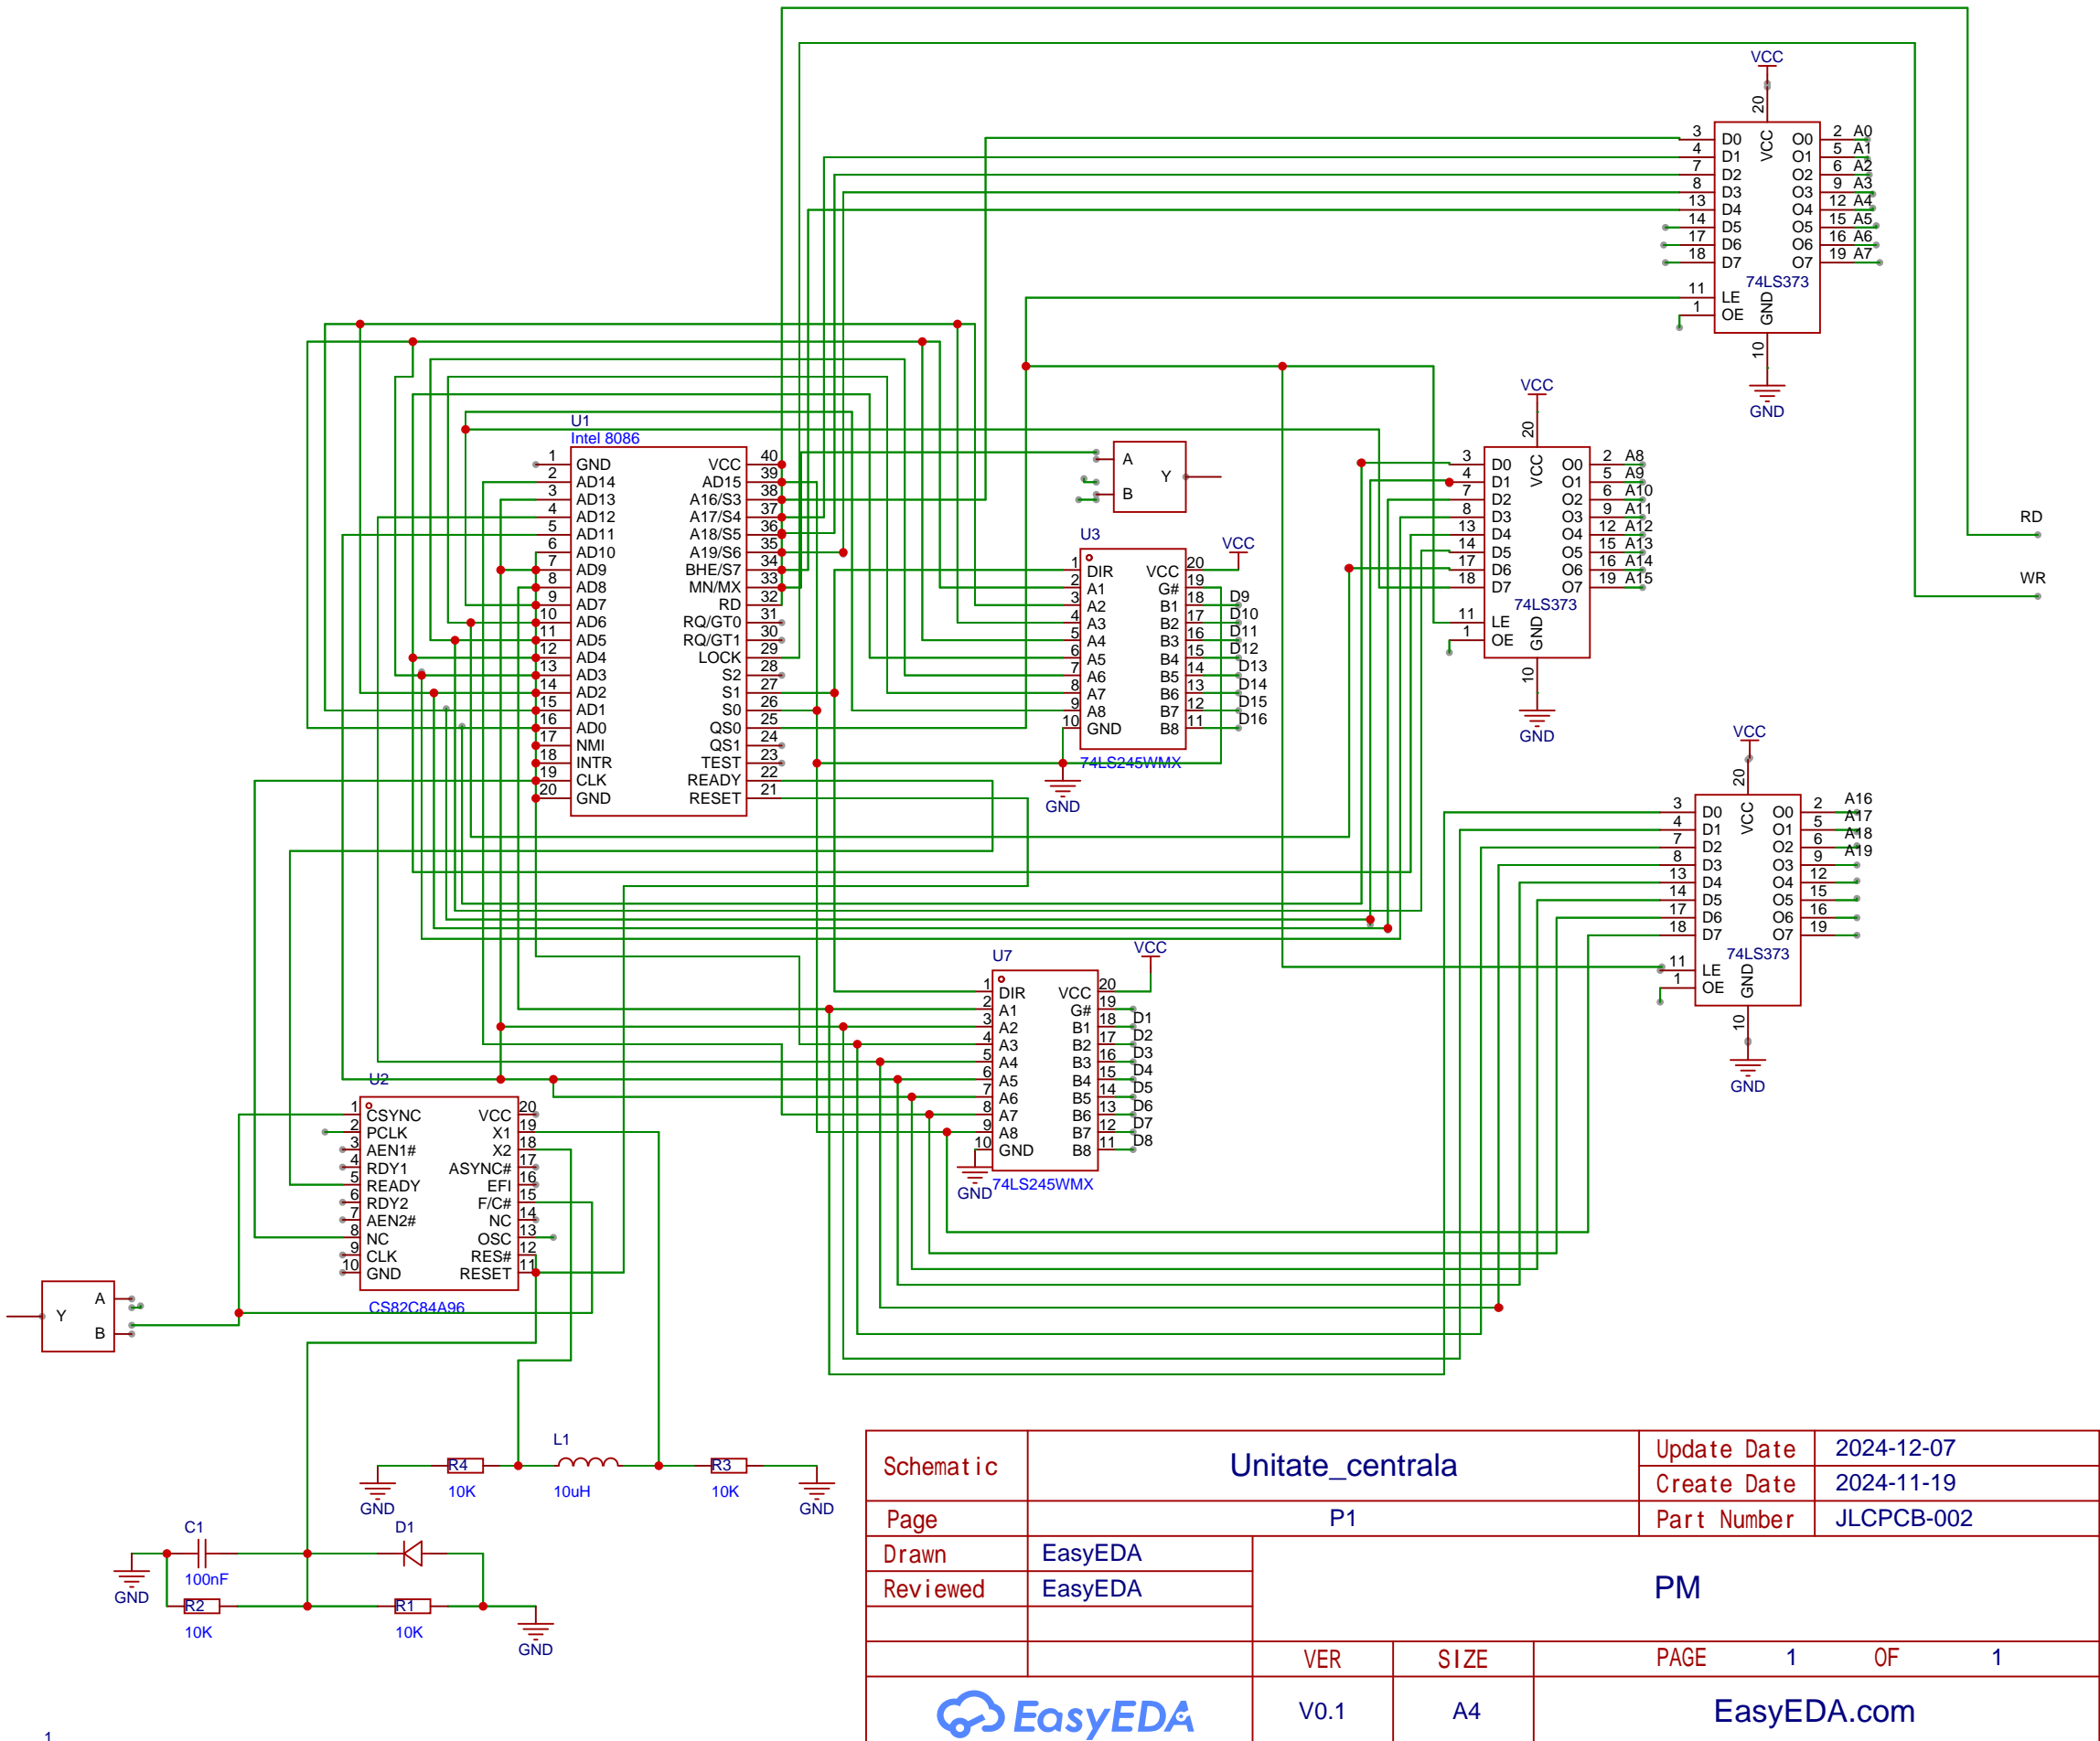 VCC
20
3 D0 VCC O0 2 A0
4 D1 O1 5 A1
7 D2 O2 6 A2
8 D3 O3 9 A3
13 D4 O4 12 A4
14 D5 O5 15 A5
17 D6 O6 16 A6
18 D7 O7 19 A7
74LS373
11 LE
1 OE GND
10
GND
VCC
20
3 D0 VCC O0 2 A8
4 D1 O1 5 A9
7 D2 O2 6 A10
8 D3 O3 9 A11
13 D4 O4 12 A12
14 D5 O5 15 A13
17 D6 O6 16 A14
18 D7 O7 19 A15
74LS373
11 LE
1 OE GND
10
GND
RD
WR
U1
Intel 8086
1 GND VCC 40
2 AD14 AD15 39
3 AD13 A16/S3 38
4 AD12 A17/S4 37
5 AD11 A18/S5 36
6 AD10 A19/S6 35
7 AD9 BHE/S7 34
8 AD8 MN/MX 33
9 AD7 RD 32
10 AD6 RQ/GT0 31
11 AD5 RQ/GT1 30
12 AD4 LOCK 29
13 AD3 S2 28
14 AD2 S1 27
15 AD1 S0 26
16 AD0 QS0 25
17 NMI QS1 24
18 INTR TEST 23
19 CLK READY 22
20 GND RESET 21
A
Y
B
U3
VCC
1 DIR VCC 20
2 A1 G# 19
3 A2 B1 18 D9
4 A3 B2 17 D10
5 A4 B3 16 D11
6 A5 B4 15 D12
7 A6 B5 14 D13
8 A7 B6 13 D14
9 A8 B7 12 D15
10 GND B8 11 D16
74LS245WMX
GND
VCC
20
3 D0 VCC O0 2 A16
4 D1 O1 5 A17
7 D2 O2 6 A18
8 D3 O3 9 A19
13 D4 O4 12
14 D5 O5 15
17 D6 O6 16
18 D7 O7 19
74LS373
11 LE
1 OE GND
10
GND
U7
VCC
1 DIR VCC 20
2 A1 G# 19
3 A2 B1 18 D1
4 A3 B2 17 D2
5 A4 B3 16 D3
6 A5 B4 15 D4
7 A6 B5 14 D5
8 A7 B6 13 D6
9 A8 B7 12 D7
10 GND B8 11 D8
GND
74LS245WMX
U2
1 CSYNC VCC 20
2 PCLK X1 19
3 AEN1# X2 18
4 RDY1 ASYNC# 17
5 READY EFI 16
6 RDY2 F/C# 15
7 AEN2# NC 14
8 NC OSC 13
9 CLK RES# 12
10 GND RESET 11
CS82C84A96
A
Y
B
L1
R4 R3
10K 10uH 10K
GND GND
C1 D1
100nF
GND
R2 R1
10K 10K
GND
Schematic Unitate_centrala Update Date 2024-12-07
Create Date 2024-11-19
Page P1 Part Number JLCPCB-002
Drawn EasyEDA
Reviewed EasyEDA
PM
VER SIZE PAGE 1 OF 1
EasyEDA V0.1 A4 EasyEDA.com
1